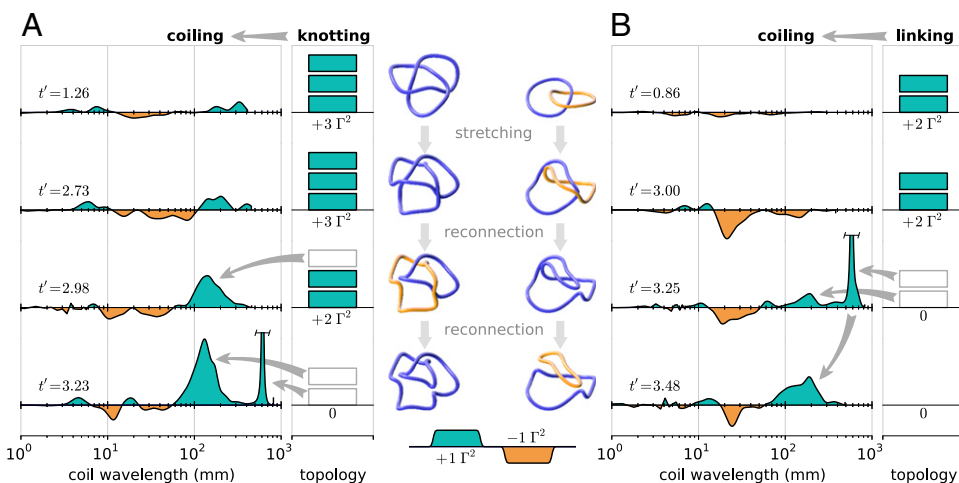 A
coiling
knotting
t′=1.26
+3 Γ²
t′=2.73
+3 Γ²
t′=2.98
+2 Γ²
t′=3.23
0
10⁰ 10¹ 10² 10³
coil wavelength (mm)
topology
stretching
reconnection
reconnection
+1 Γ²
−1 Γ²
B
coiling
linking
t′=0.86
+2 Γ²
t′=3.00
+2 Γ²
t′=3.25
0
t′=3.48
0
10⁰ 10¹ 10² 10³
coil wavelength (mm)
topology